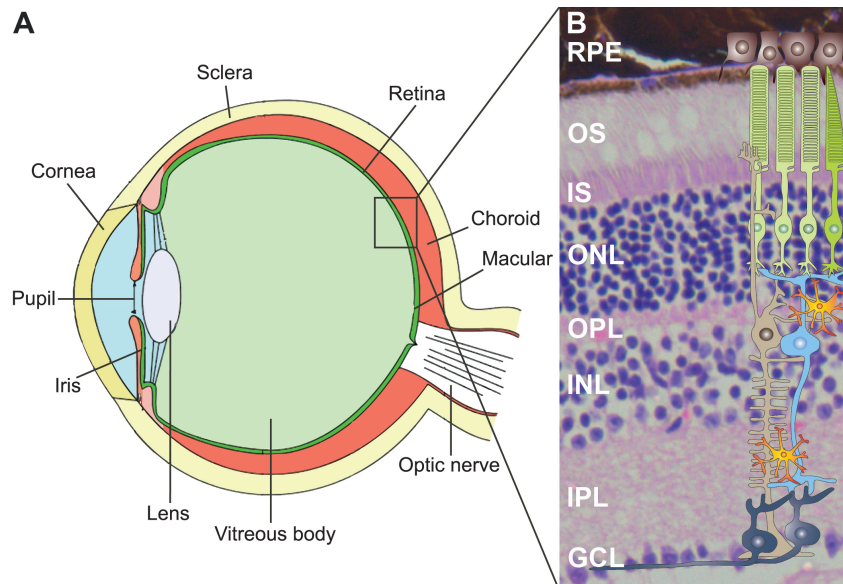 A
Sclera
Retina
Cornea
Choroid
Macular
Pupil
Iris
Optic nerve
Lens
Vitreous body
B
RPE
OS
IS
ONL
OPL
INL
IPL
GCL